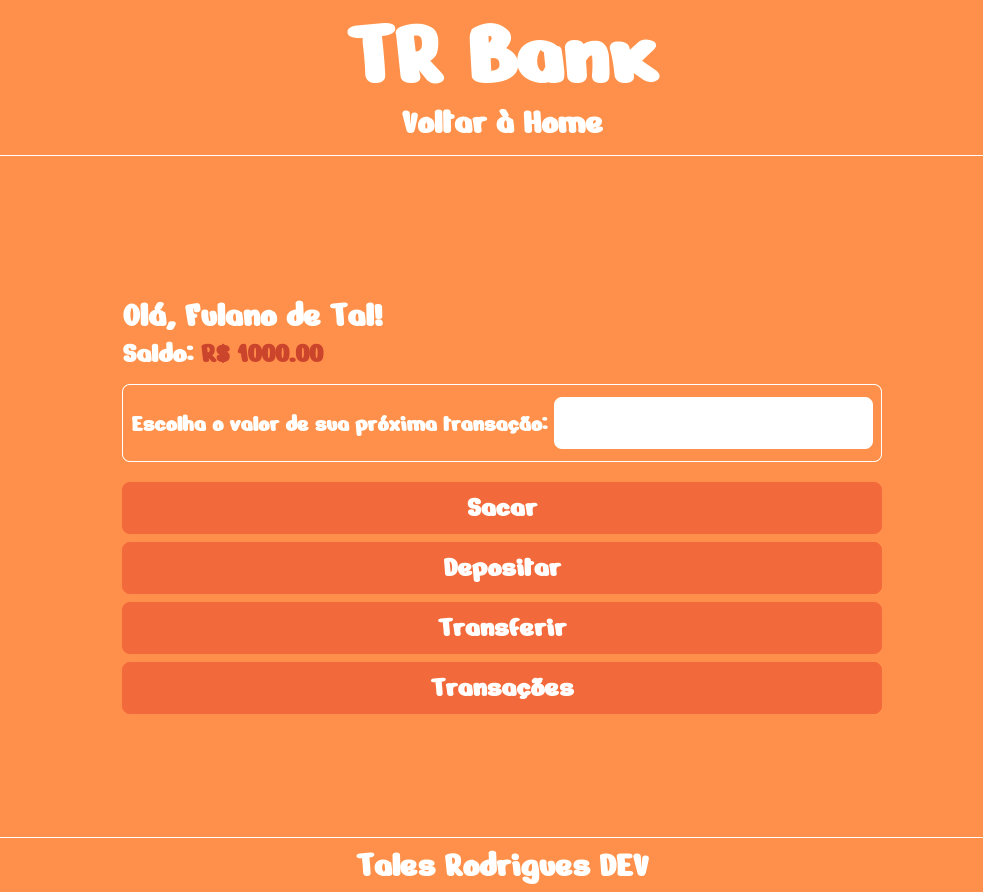 TR Bank
Voltar à Home
Olá, Fulano de Tal!
Saldo: R$ 1000.00
Escolha o valor de sua próxima transação:
Sacar
Depositar
Transferir
Transações
Tales Rodrigues DEV